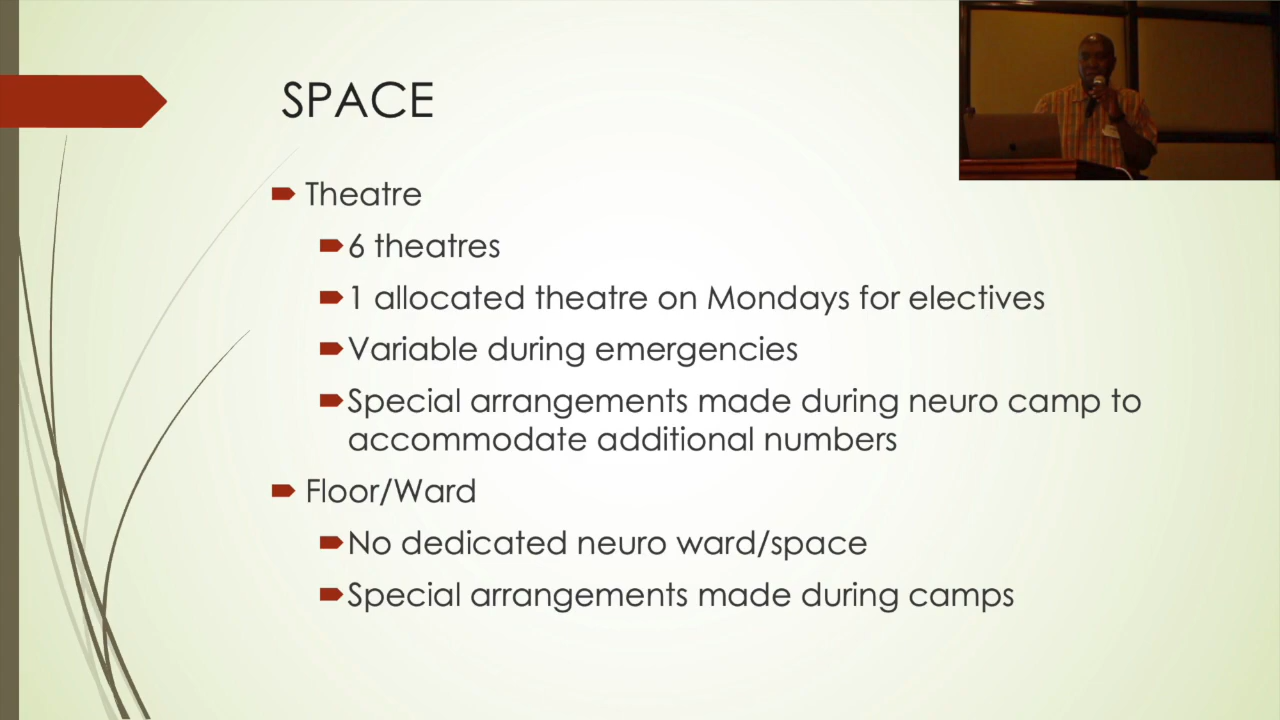 SPACE
Theatre
6 theatres
1 allocated theatre on Mondays for electives
Variable during emergencies
Special arrangements made during neuro camp to
accommodate additional numbers
Floor/Ward
No dedicated neuro ward/space
Special arrangements made during camps